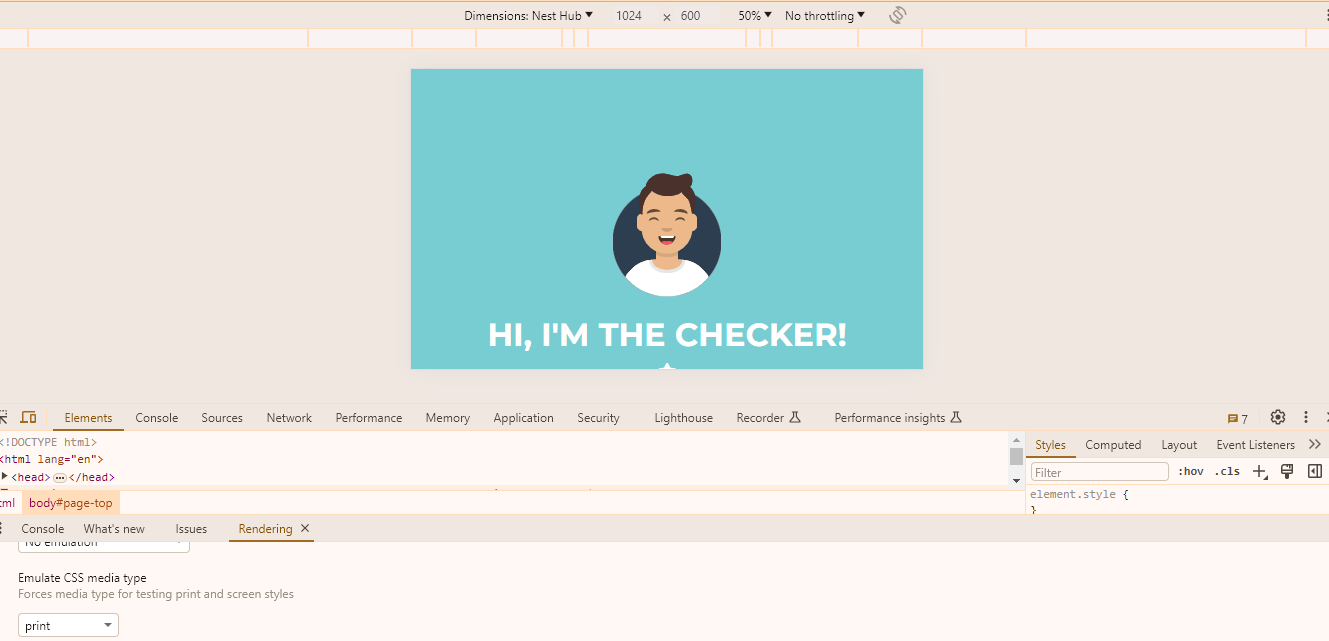 Dimensions: Nest Hub 1024 × 600 50% No throttling
HI, I'M THE CHECKER!
Elements Console Sources Network Performance Memory Application Security Lighthouse Recorder Performance insights 7
<!DOCTYPE html>
<html lang="en">
<head>…</head>
Styles Computed Layout Event Listeners
Filter :hov .cls
element.style {
}
tml body#page-top
Console What's new Issues Rendering
No emulation
Emulate CSS media type
Forces media type for testing print and screen styles
print